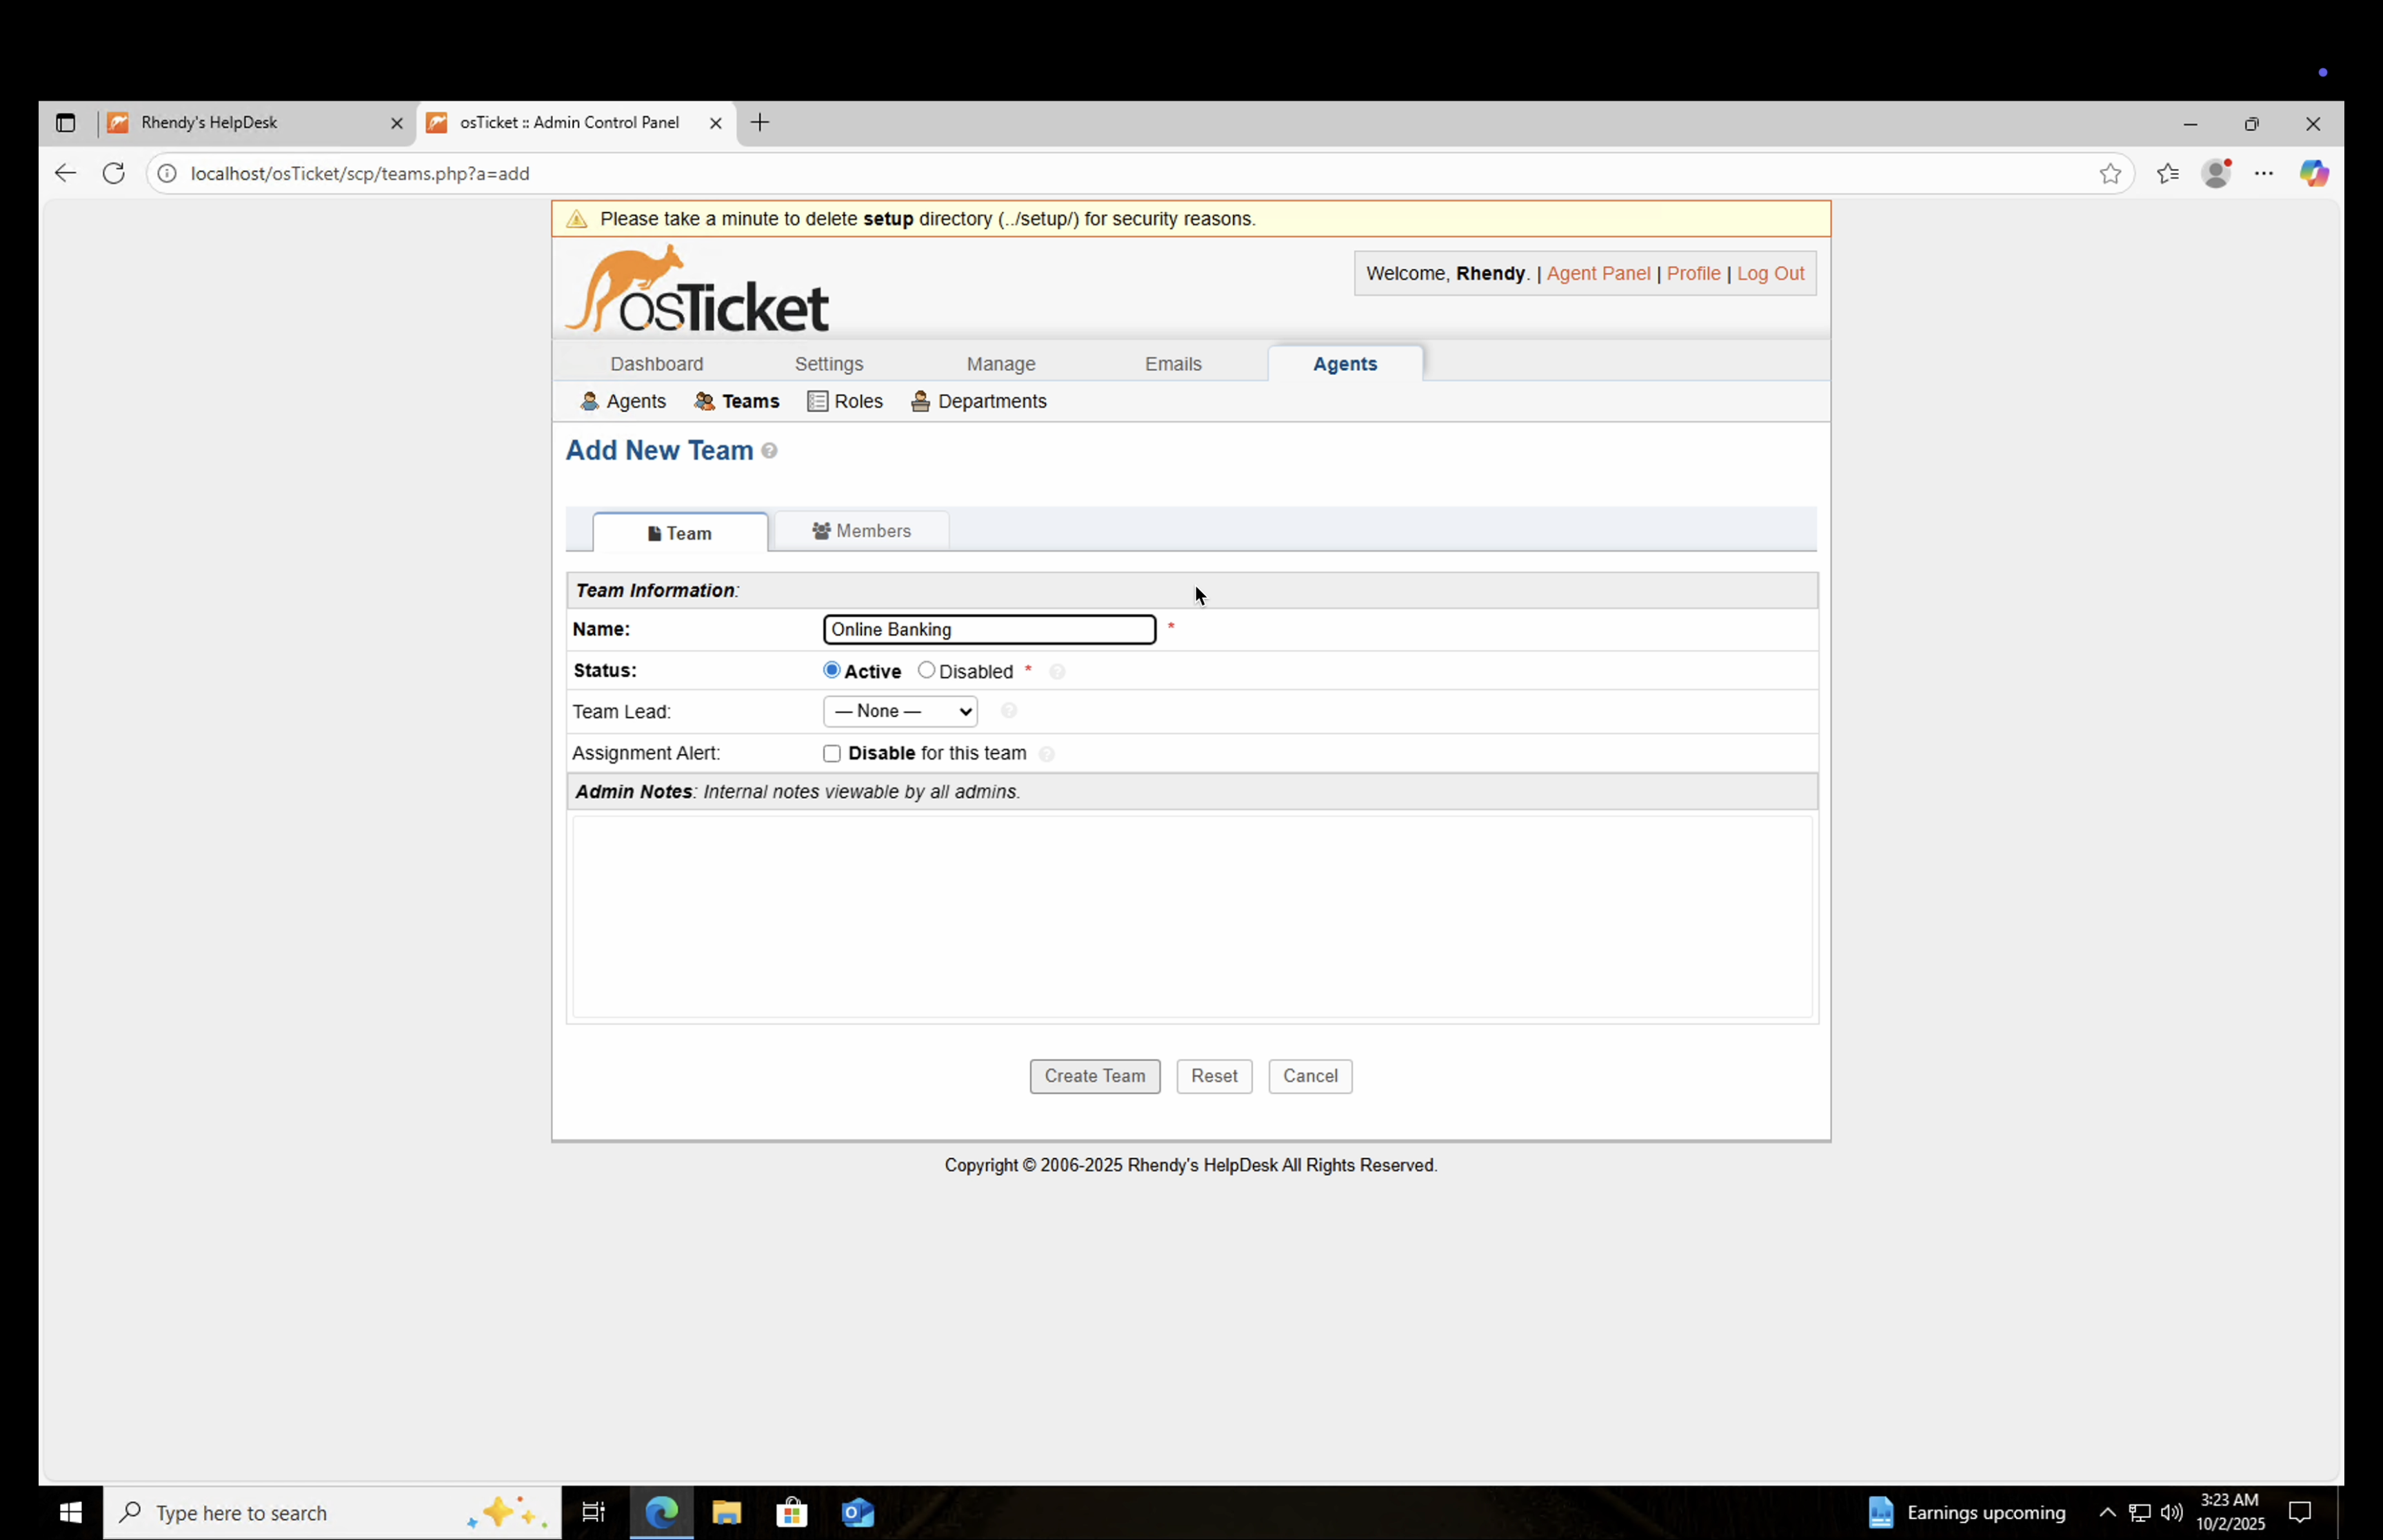 Rhendy's HelpDesk
osTicket :: Admin Control Panel
localhost/osTicket/scp/teams.php?a=add
Please take a minute to delete setup directory (../setup/) for security reasons.
osTicket
Welcome, Rhendy. | Agent Panel | Profile | Log Out
Dashboard Settings Manage Emails Agents
Agents Teams Roles Departments
Add New Team ?
Team Members
Team Information:
Name: Online Banking *
Status: Active Disabled * ?
Team Lead: — None — ?
Assignment Alert: Disable for this team ?
Admin Notes: Internal notes viewable by all admins.
Create Team Reset Cancel
Copyright © 2006-2025 Rhendy's HelpDesk All Rights Reserved.
Type here to search
Earnings upcoming
3:23 AM
10/2/2025